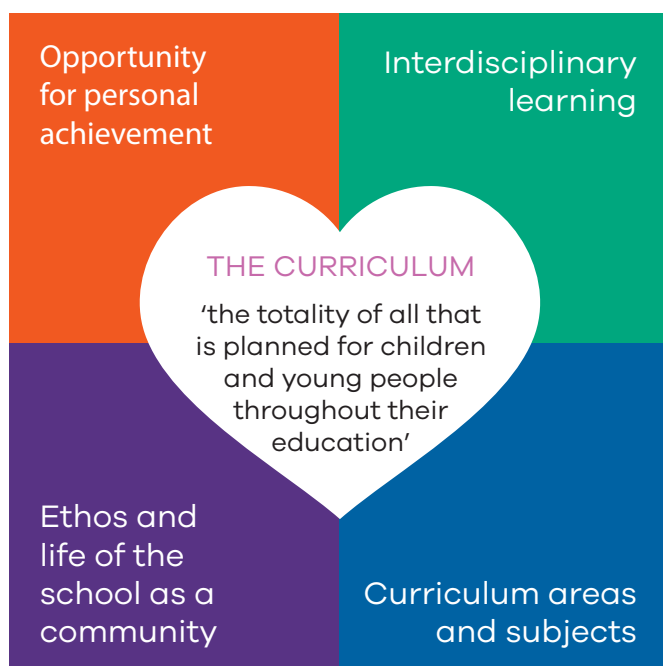 Opportunity
for personal
achievement
Interdisciplinary
learning
THE CURRICULUM
‘the totality of all that
is planned for children
and young people
throughout their
education’
Ethos and
life of the
school as a
community
Curriculum areas
and subjects